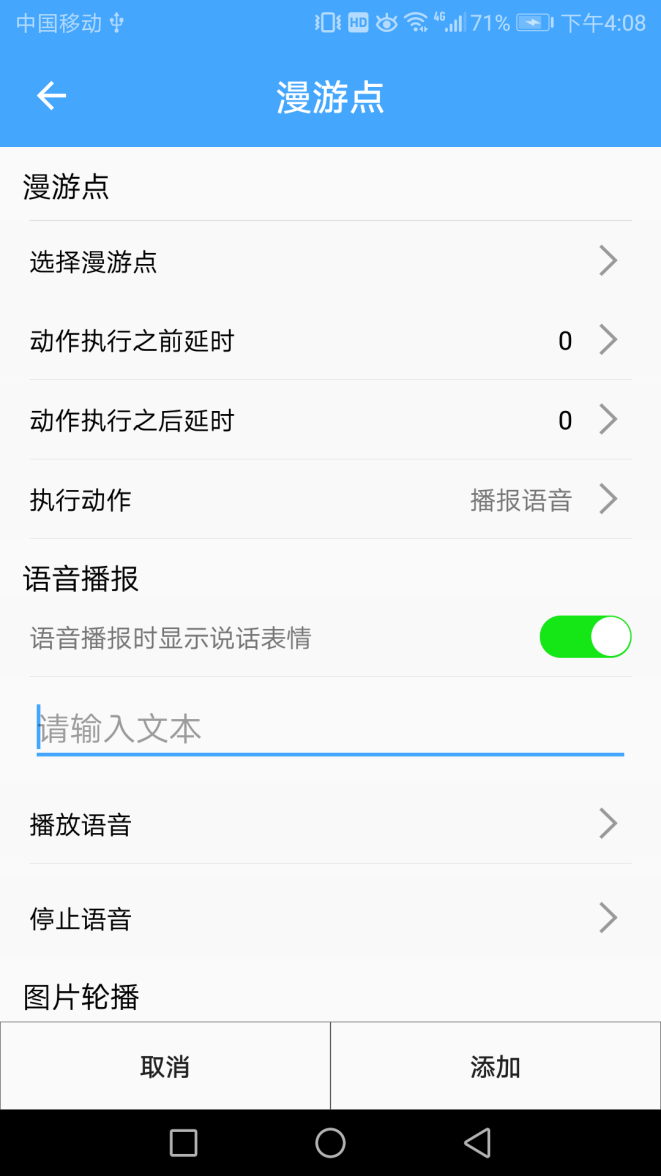 中国移动 HD 4G 71% 下午4:08
漫游点
漫游点
选择漫游点
动作执行之前延时 0
动作执行之后延时 0
执行动作 播报语音
语音播报
语音播报时显示说话表情
请输入文本
播放语音
停止语音
图片轮播
取消 添加